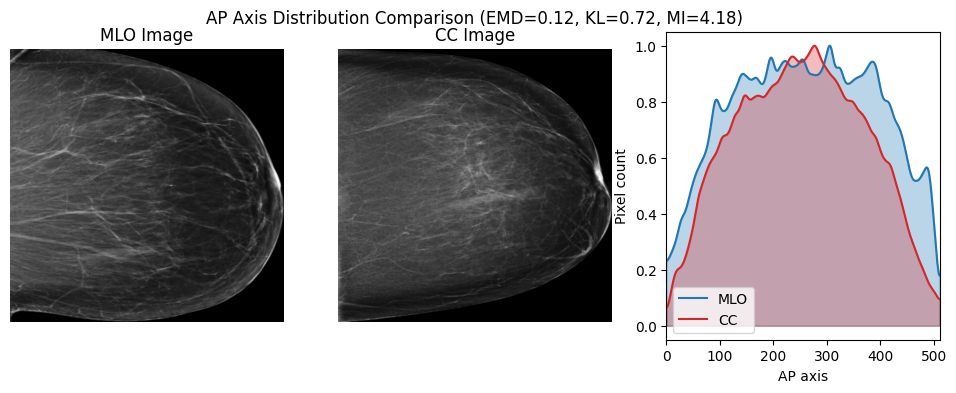 AP Axis Distribution Comparison (EMD=0.12, KL=0.72, MI=4.18)
MLO Image
CC Image
1.0
0.8
0.6
0.4
0.2
0.0
Pixel count
MLO
CC
0 100 200 300 400 500
AP axis